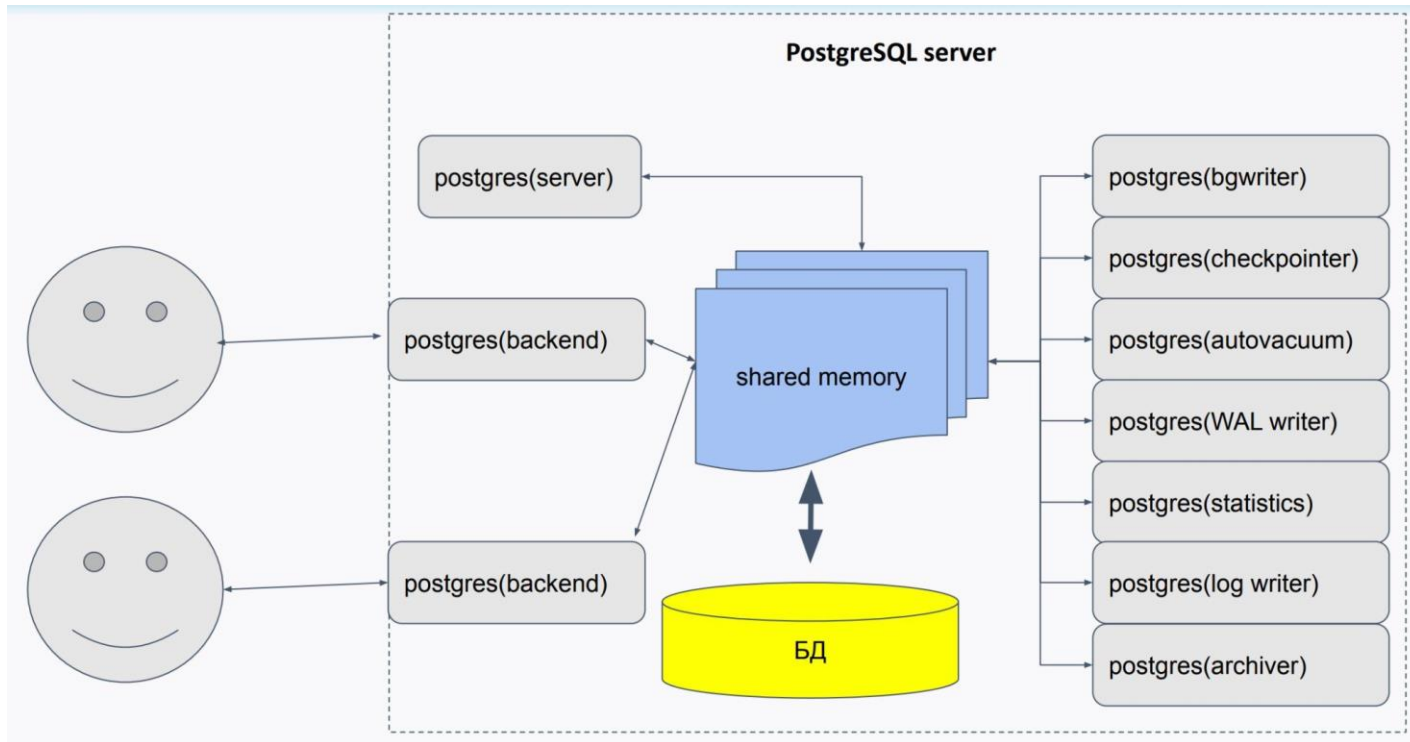 PostgreSQL server
postgres(server)
postgres(backend)
postgres(backend)
shared memory
БД
postgres(bgwriter)
postgres(checkpointer)
postgres(autovacuum)
postgres(WAL writer)
postgres(statistics)
postgres(log writer)
postgres(archiver)